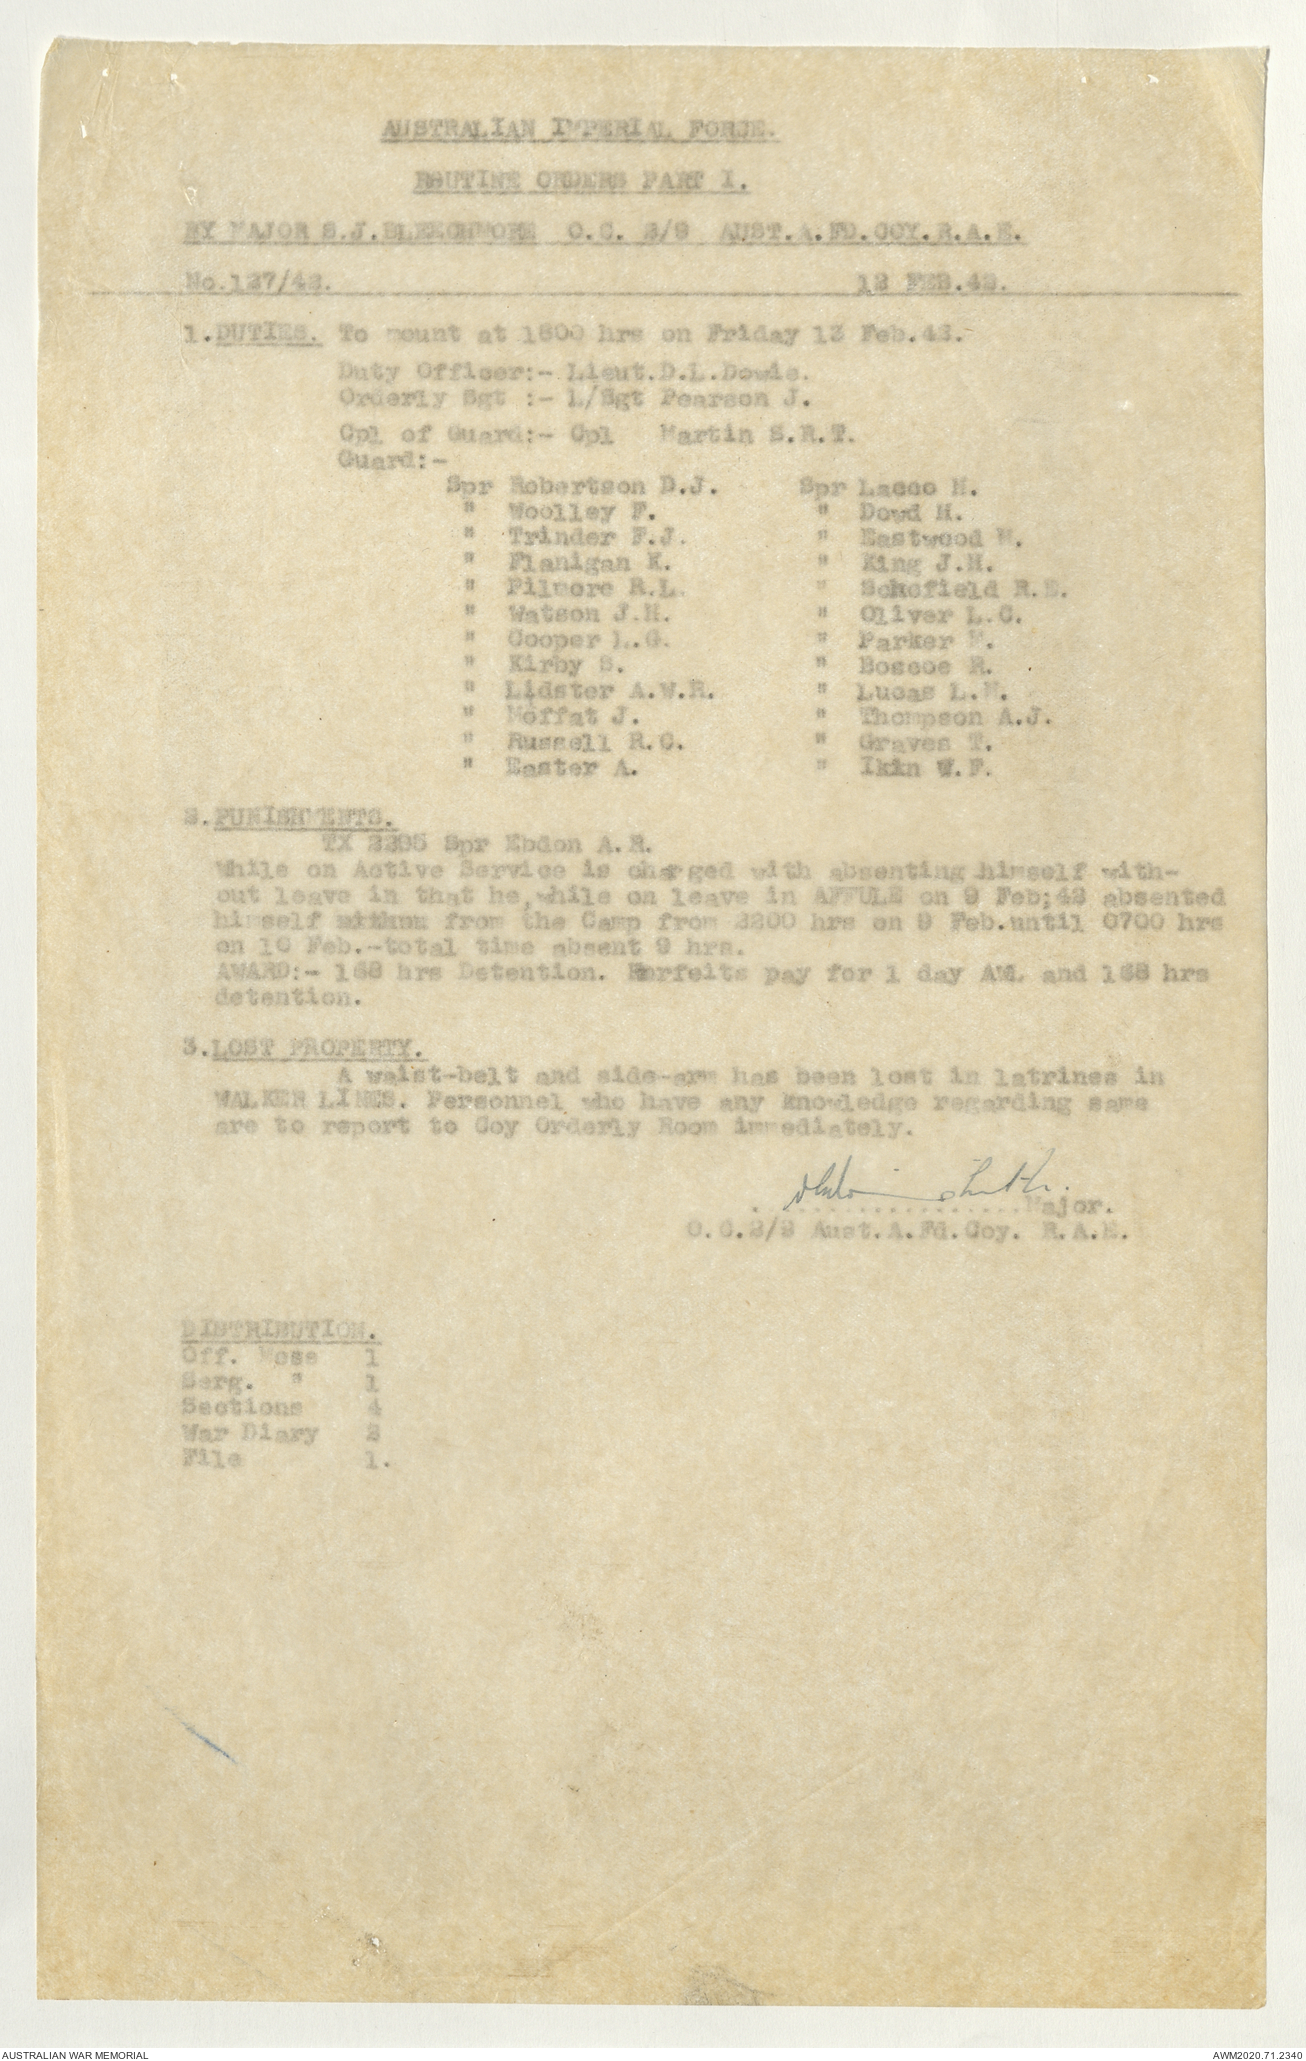 AUSTRALIAN IMPERIAL FORCE.
ROUTINE ORDERS PART I.
BY MAJOR S.J.BLEECHMORE O.C. 2/8 AUST.A.FD.COY.R.A.E.
No.127/42. 12 FEB.42.
1.DUTIES. To mount at 1800 hrs on Friday 13 Feb.42.
Duty Officer:- Lieut.D.L.Dowie.
Orderly Sgt :- L/Sgt Pearson J.
Cpl of Guard:- Cpl Martin S.R.T.
Guard:-
Spr Robertson D.J. Spr Lacco H.
" Woolley F. " Dowd H.
" Trinder F.J. " Eastwood
" Flanigan K. " King J.H.
" Pilmore R.L. " Schofield R.E.
" Watson J.H. " Oliver L.C.
" Cooper L.G. " Parker
" Kirby S. " Boscoe R.
" Lidster A.W.R. " Lucas L.
" Moffat J. " Thompson A.J.
" Russell R.C. " Graves T.
" Easter A. " Ikin W.F.
2.PUNISHMENTS.
TX 2295 Spr Ebdon A.R.
While on Active Service is charged with absenting himself with-
out leave in that he,while on leave in AFFULE on 9 Feb;42 absented
himself from the Camp from 2200 hrs on 9 Feb.until 0700 hrs
on 10 Feb.-total time absent 9 hrs.
AWARD:- 168 hrs Detention. Forfeits pay for 1 day AWL and 168 hrs
detention.
3.LOST PROPERTY.
A waist-belt and side-arm has been lost in latrines in
WALKER LINES. Personnel who have any knowledge regarding same
are to report to Coy Orderly Room immediately.
Major.
O.C.2/8 Aust.A.Fd.Coy. R.A.E.
DISTRIBUTION.
Off. Mess 1
Serg. " 1
Sections 4
War Diary 2
File 1.
AUSTRALIAN WAR MEMORIAL AWM2020.71.2340